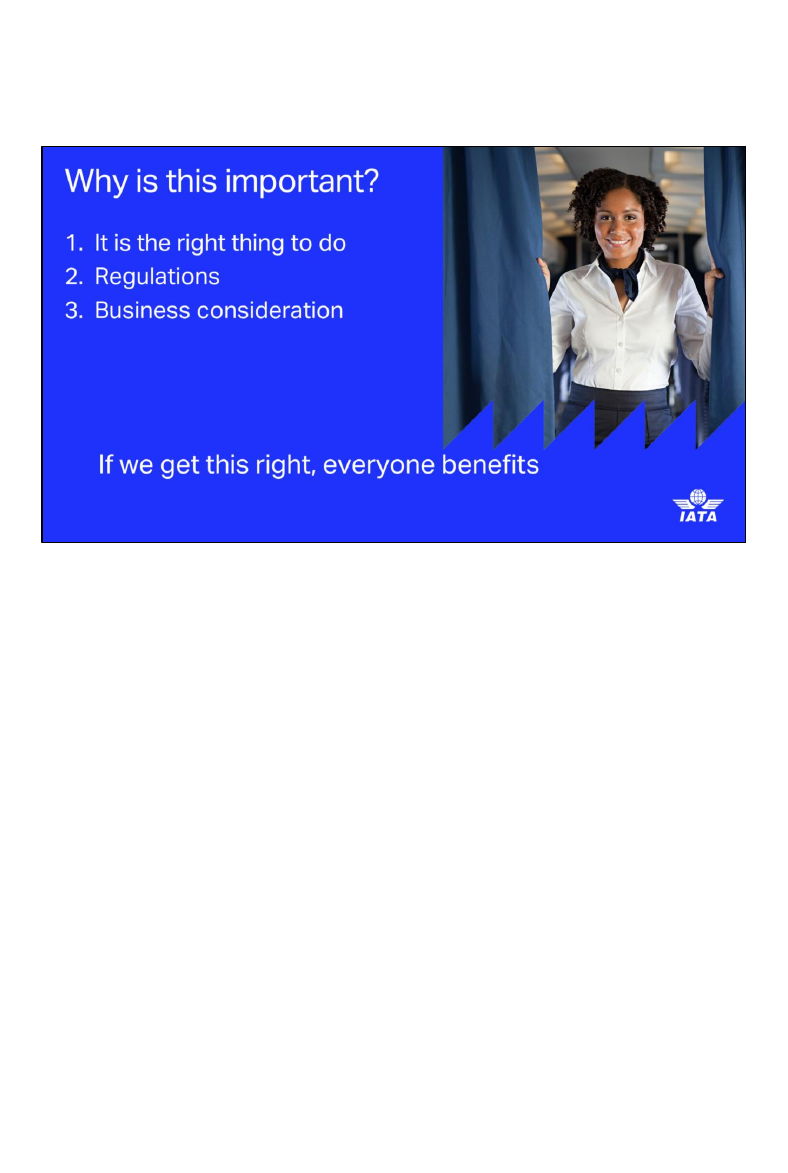 Why is this important?
1. It is the right thing to do
2. Regulations
3. Business consideration
If we get this right, everyone benefits
IATA